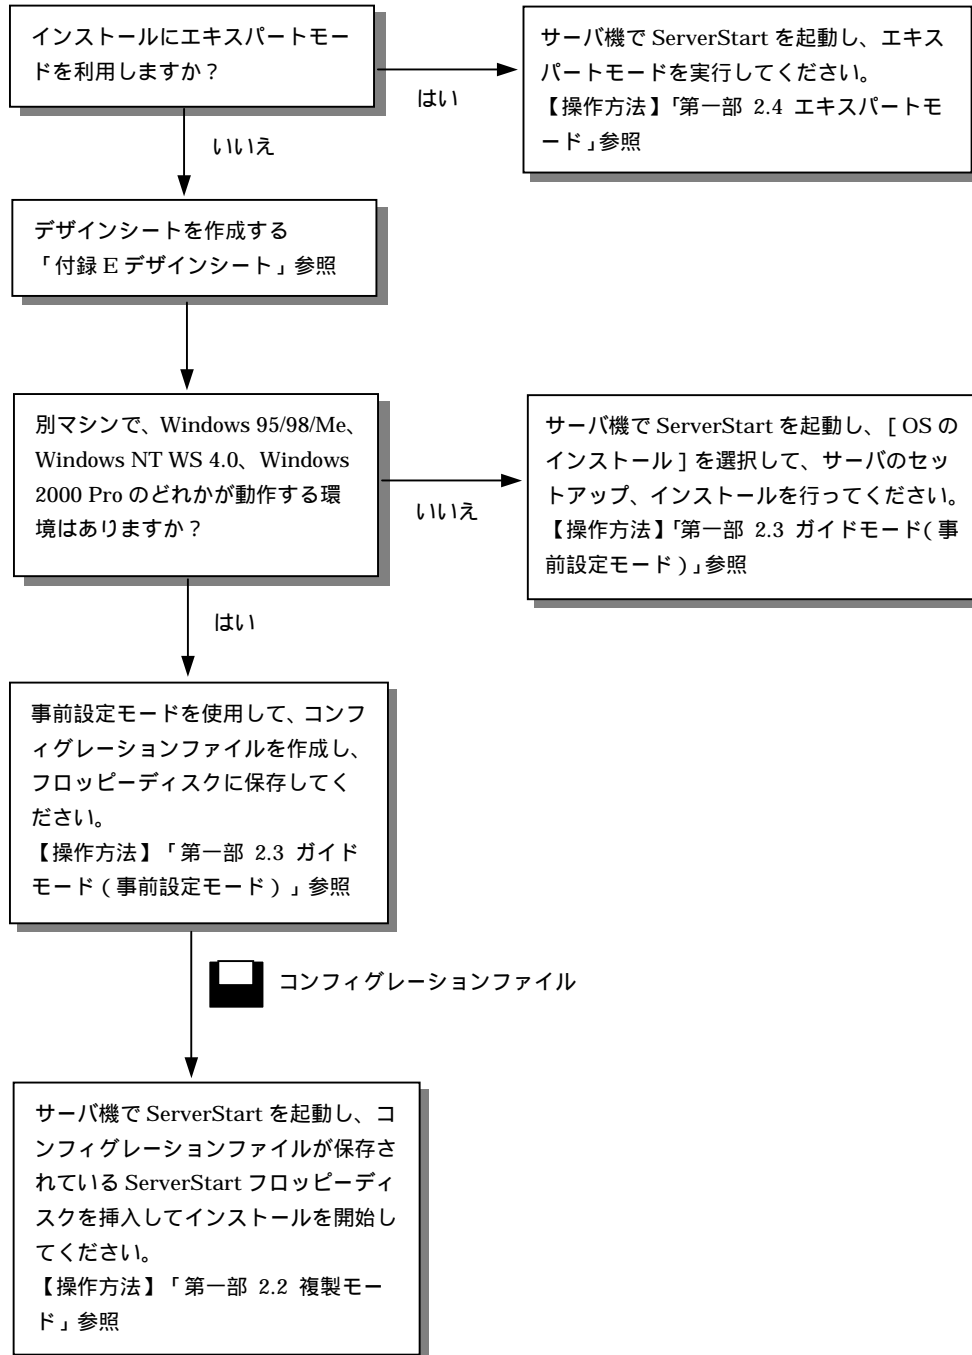 インストールにエキスパートモー
ドを利用しますか？
はい
サーバ機で ServerStart を起動し、エキス
パートモードを実行してください。
【操作方法】「第一部 2.4 エキスパートモ
ード」参照
いいえ
デザインシートを作成する
「付録 E デザインシート」参照
別マシンで、Windows 95/98/Me、
Windows NT WS 4.0、Windows
2000 Pro のどれかが動作する環
境はありますか？
いいえ
サーバ機で ServerStart を起動し、[ OS の
インストール ] を選択して、サーバのセッ
トアップ、インストールを行ってください。
【操作方法】「第一部 2.3 ガイドモード( 事
前設定モード )」参照
はい
事前設定モードを使用して、コンフ
ィグレーションファイルを作成し、
フロッピーディスクに保存してく
ださい。
【操作方法】「第一部 2.3 ガイド
モード ( 事前設定モード )」参照
コンフィグレーションファイル
サーバ機で ServerStart を起動し、コ
ンフィグレーションファイルが保存さ
れている ServerStart フロッピーディ
スクを挿入してインストールを開始し
てください。
【操作方法】「第一部 2.2 複製モー
ド」参照